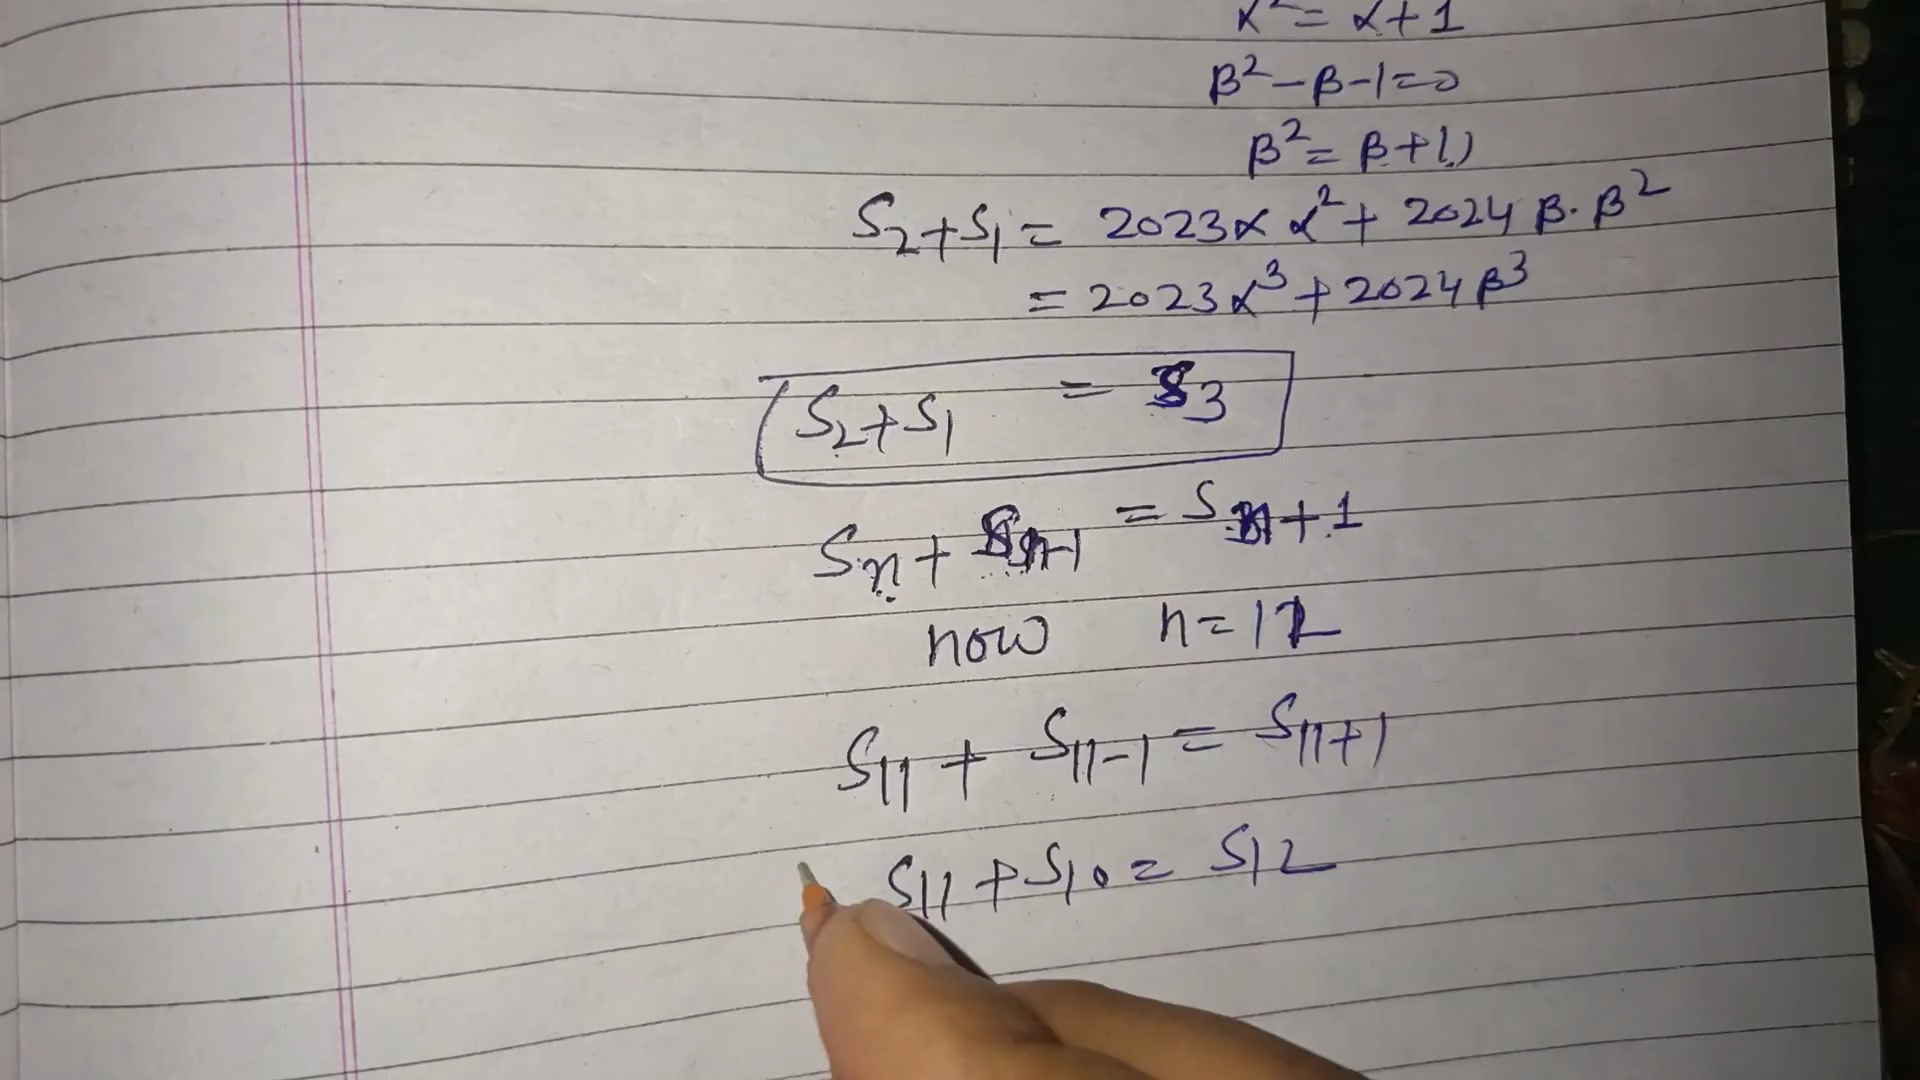 α² = α+1
β²-β-1=0
β² = β+1)
S₂+S₁ = 2023α α² + 2024 β·β²
= 2023α³ + 2024β³
S₂+S₁ = S₃
Sₙ + Sₙ₋₁ = Sₙ₊₁
now n=11
S₁₁ + S₁₁₋₁ = S₁₁₊₁
S₁₁ + S₁₀ = S₁₂